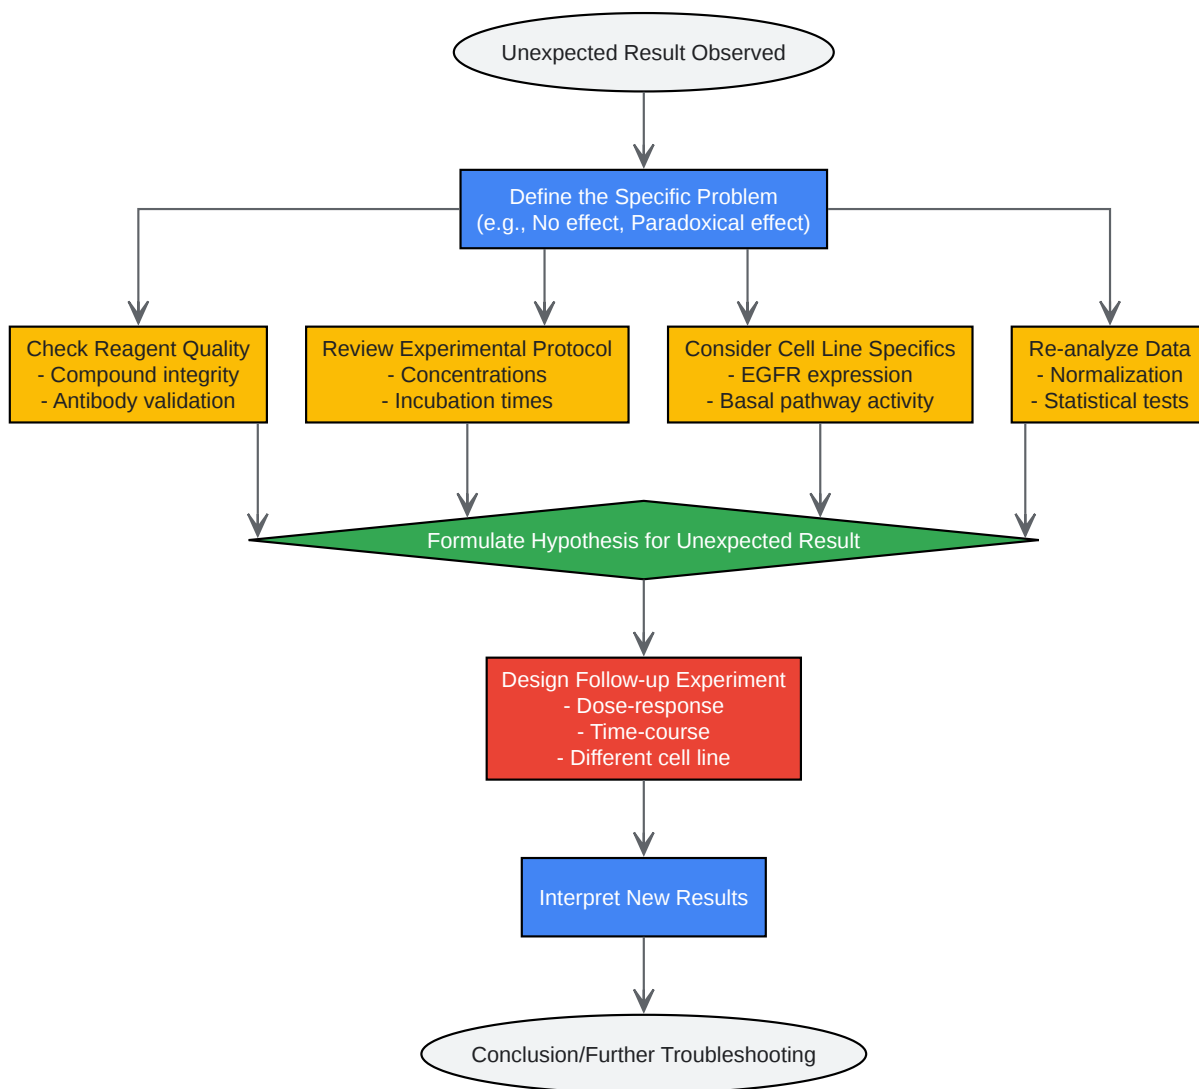 Unexpected Result Observed
Define the Specific Problem
(e.g., No effect, Paradoxical effect)
Check Reagent Quality
- Compound integrity
- Antibody validation
Review Experimental Protocol
- Concentrations
- Incubation times
Consider Cell Line Specifics
- EGFR expression
- Basal pathway activity
Re-analyze Data
- Normalization
- Statistical tests
Formulate Hypothesis for Unexpected Result
Design Follow-up Experiment
- Dose-response
- Time-course
- Different cell line
Interpret New Results
Conclusion/Further Troubleshooting